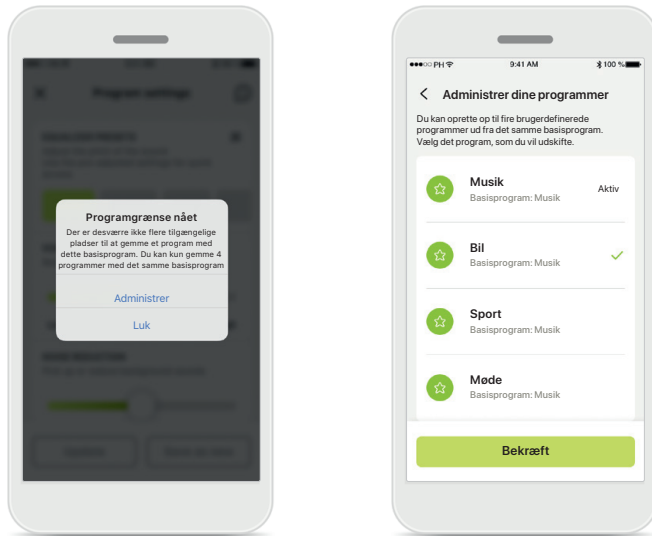 Program settings
Programgrænse nået
Der er desværre ikke flere tilgængelige
pladser til at gemme et program med
dette basisprogram. Du kan kun gemme 4
programmer med det samme basisprogram
Administrer
Luk
PH 9:41 AM 100 %
Administrer dine programmer
Du kan oprette op til fire brugerdefinerede
programmer ud fra det samme basisprogram.
Vælg det program, som du vil udskifte.
Musik
Basisprogram: Musik
Aktiv
Bil
Basisprogram: Musik
Sport
Basisprogram: Musik
Møde
Basisprogram: Musik
Bekræft